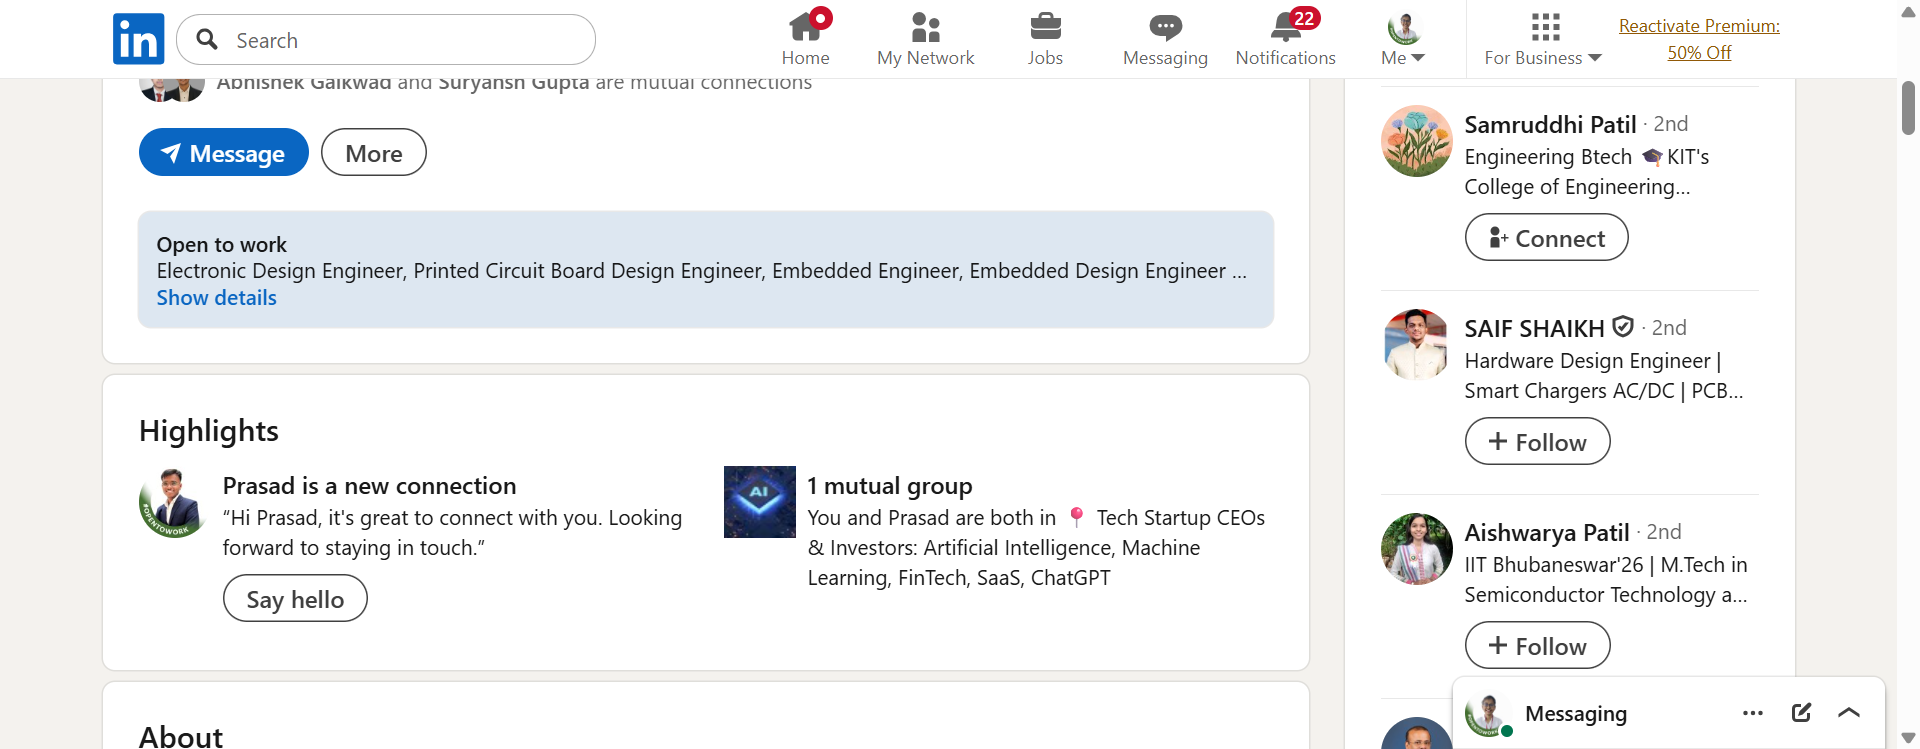 in
Search
Home
My Network
Jobs
Messaging
22
Notifications
Me
For Business
Reactivate Premium:
50% Off
Abhishek Gaikwad and Suryansh Gupta are mutual connections
Message
More
Open to work
Electronic Design Engineer, Printed Circuit Board Design Engineer, Embedded Engineer, Embedded Design Engineer ...
Show details
Highlights
#OPENTOWORK
Prasad is a new connection
“Hi Prasad, it's great to connect with you. Looking
forward to staying in touch.”
Say hello
AI
1 mutual group
You and Prasad are both in 📍 Tech Startup CEOs
& Investors: Artificial Intelligence, Machine
Learning, FinTech, SaaS, ChatGPT
About
Samruddhi Patil · 2nd
Engineering Btech 🎓KIT's
College of Engineering...
Connect
SAIF SHAIKH · 2nd
Hardware Design Engineer |
Smart Chargers AC/DC | PCB...
+ Follow
Aishwarya Patil · 2nd
IIT Bhubaneswar'26 | M.Tech in
Semiconductor Technology a...
+ Follow
Messaging